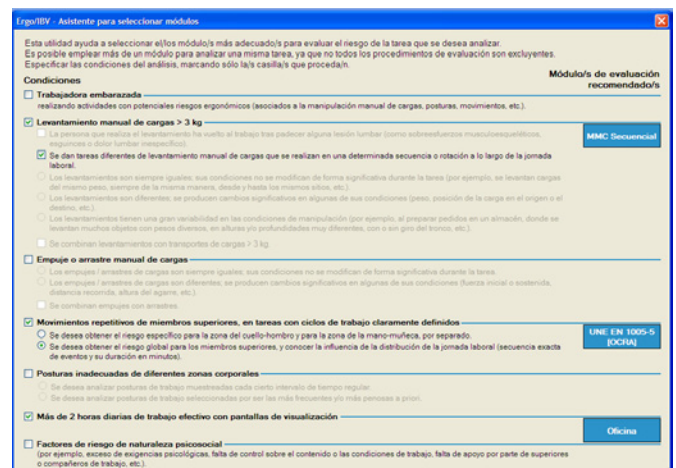 Ergo/IBV - Asistente para seleccionar módulos
Esta utilidad ayuda a seleccionar el/los módulo/s más adecuado/s para evaluar el riesgo de la tarea que se desea analizar.
Es posible emplear más de un módulo para analizar una misma tarea, ya que no todos los procedimientos de evaluación son excluyentes.
Especificar las condiciones del análisis, marcando sólo la/s casilla/s que proceda/n.
Condiciones
Módulo/s de evaluación
recomendado/s
Trabajadora embarazada
realizando actividades con potenciales riesgos ergonómicos (asociados a la manipulación manual de cargas, posturas, movimientos, etc.).
Levantamiento manual de cargas > 3 kg
La persona que realiza el levantamiento ha vuelto al trabajo tras padecer alguna lesión lumbar (como sobreesfuerzos musculoesqueléticos,
esguinces o dolor lumbar inespecífico).
MMC Secuencial
Se dan tareas diferentes de levantamiento manual de cargas que se realizan en una determinada secuencia o rotación a lo largo de la jornada
laboral.
Los levantamientos son siempre iguales; sus condiciones no se modifican de forma significativa durante la tarea (por ejemplo, se levantan cargas
del mismo peso, siempre de la misma manera, desde y hasta los mismos sitios, etc.).
Los levantamientos son diferentes; se producen cambios significativos en algunas de sus condiciones (peso, posición de la carga en el origen o el
destino, etc.).
Los levantamientos tienen una gran variabilidad en las condiciones de manipulación (por ejemplo, al preparar pedidos en un almacén, donde se
levantan muchos objetos con pesos diversos, en alturas y/o profundidades muy diferentes, con o sin giro del tronco, etc.).
Se combinan levantamientos con transportes de cargas > 3 kg.
Empuje o arrastre manual de cargas
Los empujes / arrastres de cargas son siempre iguales; sus condiciones no se modifican de forma significativa durante la tarea.
Los empujes / arrastres de cargas son diferentes; se producen cambios significativos en algunas de sus condiciones (fuerza inicial o sostenida,
distancia recorrida, altura del agarre, etc.).
Se combinan empujes con arrastres.
Movimientos repetitivos de miembros superiores, en tareas con ciclos de trabajo claramente definidos
Se desea obtener el riesgo específico para la zona del cuello-hombro y para la zona de la mano-muñeca, por separado.
Se desea obtener el riesgo global para los miembros superiores, y conocer la influencia de la distribución de la jornada laboral (secuencia exacta
de eventos y su duración en minutos).
UNE EN 1005-5
[OCRA]
Posturas inadecuadas de diferentes zonas corporales
Se desea analizar posturas de trabajo muestreadas cada cierto intervalo de tiempo regular.
Se desea analizar posturas de trabajo seleccionadas por ser las más frecuentes y/o más penosas a priori.
Más de 2 horas diarias de trabajo efectivo con pantallas de visualización
Oficina
Factores de riesgo de naturaleza psicosocial
(por ejemplo, exceso de exigencias psicológicas, falta de control sobre el contenido o las condiciones de trabajo, falta de apoyo por parte de superiores
o compañeros de trabajo, etc.).